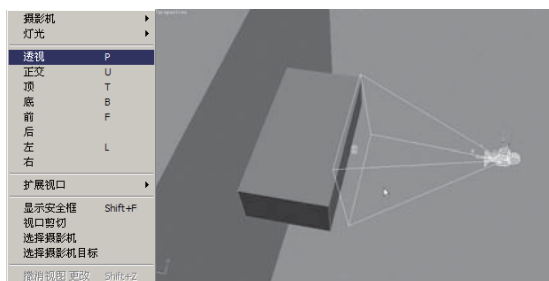 摄影机
灯光
透视 P
正交 U
顶 T
底 B
前 F
后
左 L
右
扩展视口
显示安全框 Shift+F
视口剪切
选择摄影机
选择摄影机目标
撤消视图 更改 Shift+Z